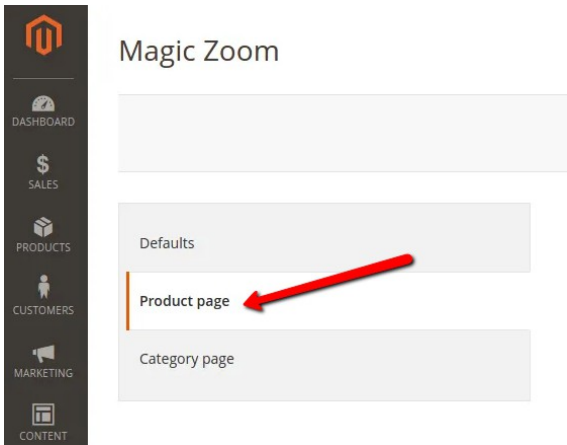 Magic Zoom
DASHBOARD
SALES
PRODUCTS
CUSTOMERS
MARKETING
CONTENT
Defaults
Product page
Category page